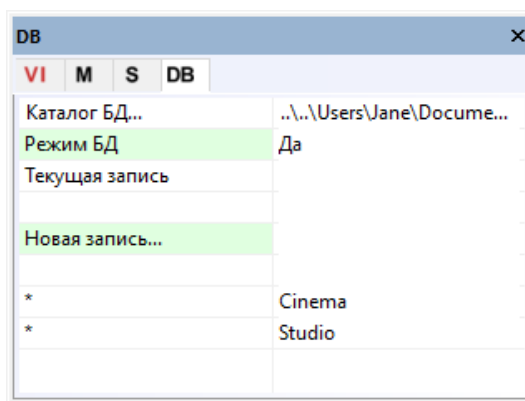 DB
VI M S DB
Каталог БД... ..\..\Users\Jane\Docume...
Режим БД Да
Текущая запись
Новая запись...
* Cinema
* Studio